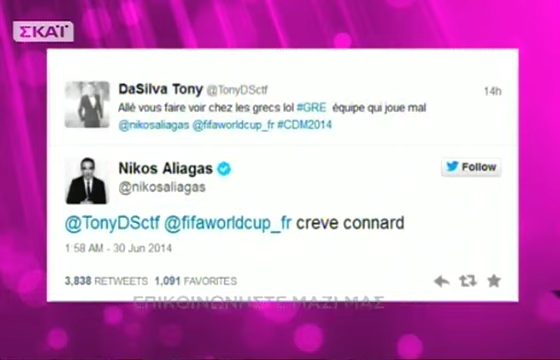 ΣΚΑΪ
DaSilva Tony @TonyDSctf
14h
Allé vous faire voir chez les grecs lol #GRE équipe qui joue mal
@nikosaliagas @fifaworldcup_fr #CDM2014
Nikos Aliagas
Follow
@nikosaliagas
@TonyDSctf @fifaworldcup_fr creve connard
1:58 AM - 30 Jun 2014
3,838 RETWEETS 1,091 FAVORITES
ΕΠΙΚΟΙΝΩΝΗΣΤΕ ΜΑΖΙ ΜΑΣ